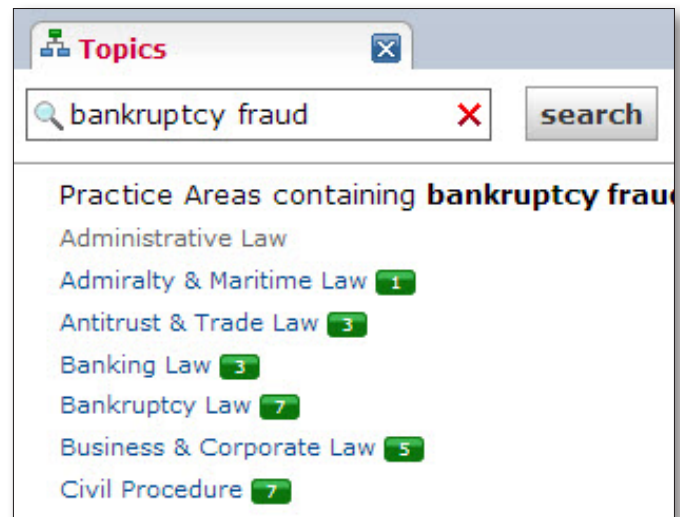 Topics
bankruptcy fraud
search
Practice Areas containing bankruptcy frau
Administrative Law
Admiralty & Maritime Law 1
Antitrust & Trade Law 3
Banking Law 3
Bankruptcy Law 7
Business & Corporate Law 5
Civil Procedure 7